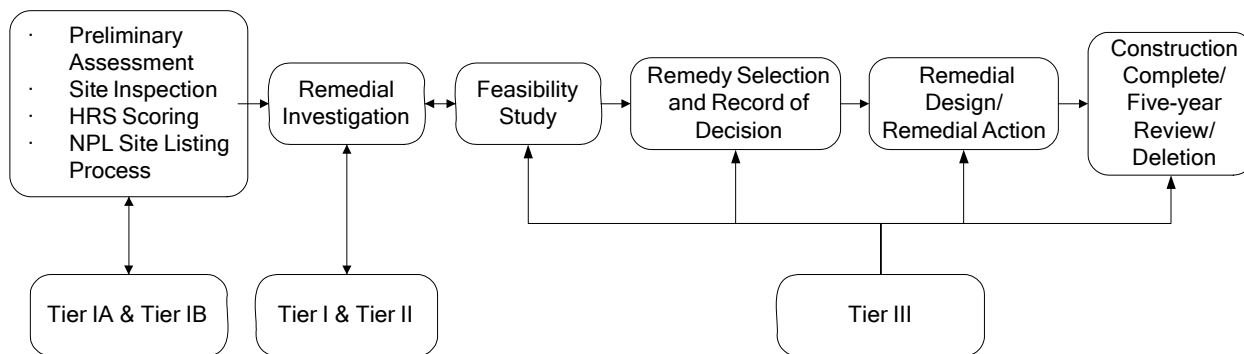 · Preliminary
Assessment
· Site Inspection
· HRS Scoring
· NPL Site Listing
Process
Remedial
Investigation
Feasibility
Study
Remedy Selection
and Record of
Decision
Remedial
Design/
Remedial Action
Construction
Complete/
Five-year
Review/
Deletion
Tier IA & Tier IB
Tier I & Tier II
Tier III